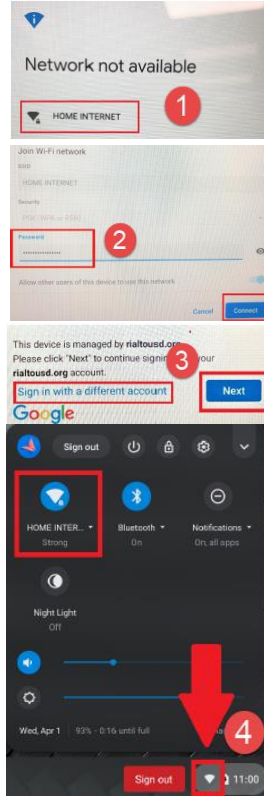 Network not available
HOME INTERNET
1
Join Wi-Fi network
SSID
HOME INTERNET
Security
PSK (WPA or RSN)
2
Password
Allow other users of this device to use this network
Cancel
Connect
This device is managed by rialtousd.org.
Please click "Next" to continue signing your
rialtousd.org account.
3
Sign in with a different account
Next
Google
Sign out
HOME INTER...
Strong
Bluetooth
On
Notifications
On, all apps
Night Light
Off
Wed, Apr 1
93% - 0:16 until full
4
Sign out
11:00